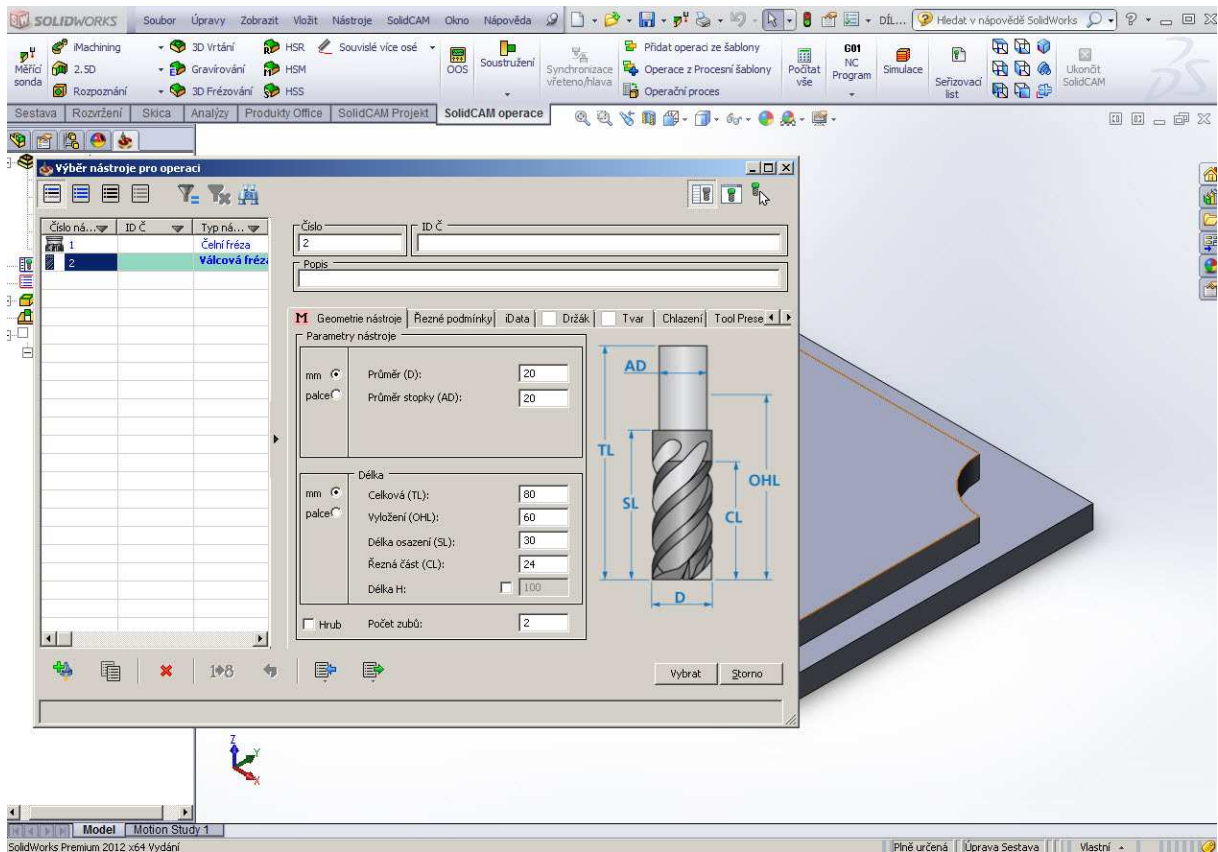 SOLIDWORKS Soubor Úpravy Zobrazit Vložit Nástroje SolidCAM Okno Nápověda DíL... Hledat v nápovědě SolidWorks
Měřící sonda
iMachining
2.5D
Rozpoznání
3D Vrtání
Gravírování
3D Frézování
HSR
HSM
HSS
Souvislé více osé
OOS
Soustružení
Synchronizace vřeteno/hlava
Přidat operaci ze šablony
Operace z Procesní šablony
Operační proces
Počítat vše
G01
NC Program
Simulace
Seřizovací list
Ukončit SolidCAM
Sestava Rozvržení Skica Analýzy Produkty Office SolidCAM Projekt SolidCAM operace
Výběr nástroje pro operaci
Číslo ná... ID Č Typ ná...
1 Čelní fréza
2 Válcová fréz
Číslo
2
ID Č
Popis
M Geometrie nástroje Řezné podmínky iData Držák Tvar Chlazení Tool Prese
Parametry nástroje
mm
palce
Průměr (D): 20
Průměr stopky (AD): 20
Délka
mm
palce
Celková (TL): 80
Vyložení (OHL): 60
Délka osazení (SL): 30
Řezná část (CL): 24
Délka H: 100
Hrub Počet zubů: 2
AD
TL
OHL
SL
CL
D
1 8
Vybrat Storno
Z
Y
X
Model Motion Study 1
SolidWorks Premium 2012 x64 Vydání Plně určená Úprava Sestava Vlastní